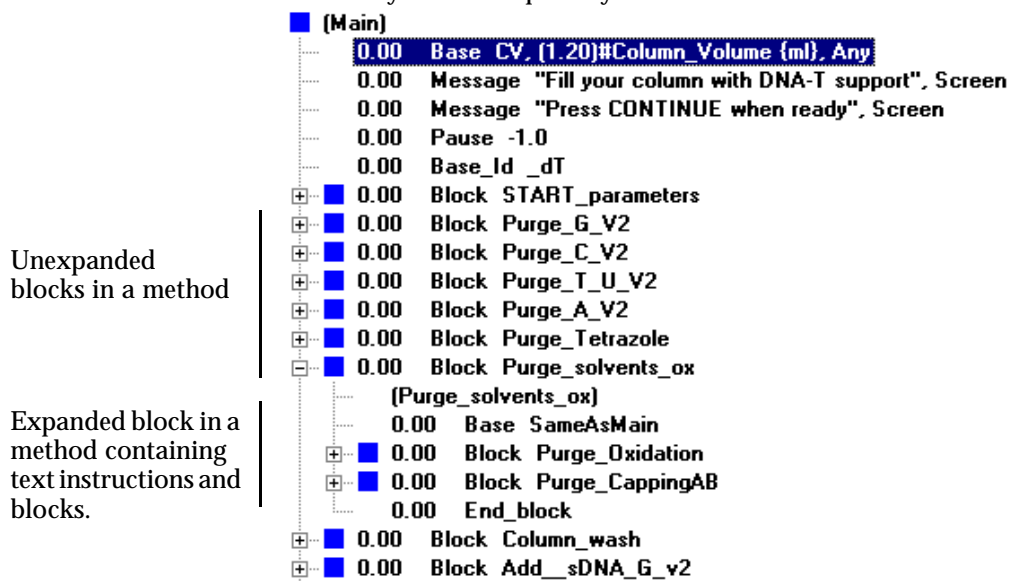 (Main)
0.00 Base CV, (1.20)#Column_Volume {ml}, Any
0.00 Message "Fill your column with DNA-T support", Screen
0.00 Message "Press CONTINUE when ready", Screen
0.00 Pause -1.0
0.00 Base_Id _dT
0.00 Block START_parameters
0.00 Block Purge_G_V2
0.00 Block Purge_C_V2
0.00 Block Purge_T_U_V2
0.00 Block Purge_A_V2
0.00 Block Purge_Tetrazole
0.00 Block Purge_solvents_ox
(Purge_solvents_ox)
0.00 Base SameAsMain
0.00 Block Purge_Oxidation
0.00 Block Purge_CappingAB
0.00 End_block
0.00 Block Column_wash
0.00 Block Add__sDNA_G_v2
Unexpanded
blocks in a method
Expanded block in a
method containing
text instructions and
blocks.